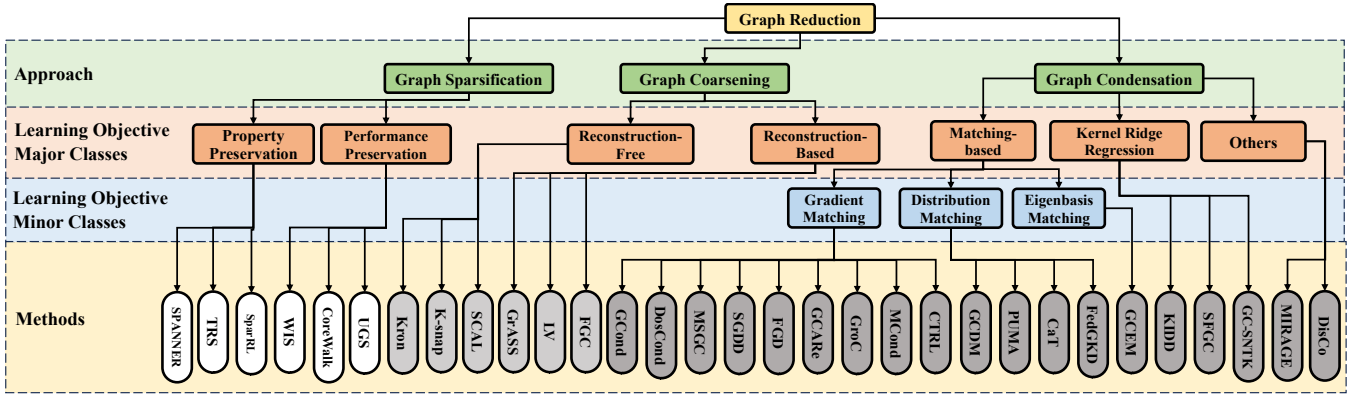 Graph Reduction
Approach
Graph Sparsification
Graph Coarsening
Graph Condensation
Learning Objective
Major Classes
Property
Preservation
Performance
Preservation
Reconstruction-
Free
Reconstruction-
Based
Matching-
based
Kernel Ridge
Regression
Others
Learning Objective
Minor Classes
Gradient
Matching
Distribution
Matching
Eigenbasis
Matching
Methods
SPANNER
TRS
SparRL
WIS
CoreWalk
UGS
Kron
K-snap
SCAL
GrASS
LV
FGC
GCond
DosCond
MSGC
SGDD
FGD
GCARe
GroC
MCond
CTRL
GCDM
PUMA
CaT
FedGKD
GCEM
KIDD
SFGC
GC-SNTK
MIRAGE
DisCo